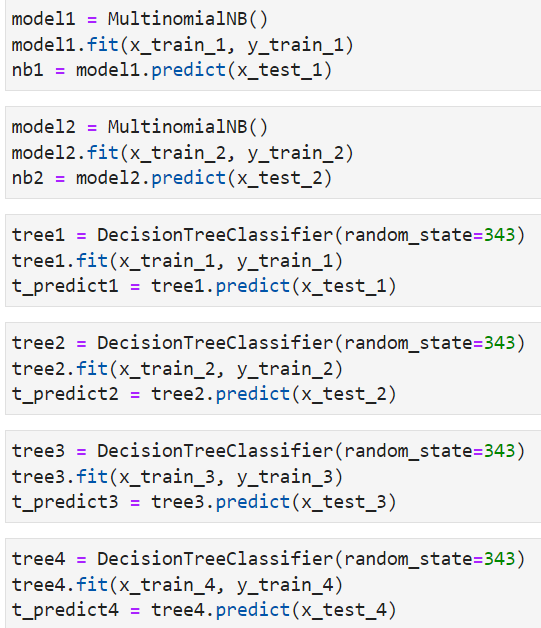 model1 = MultinomialNB()
model1.fit(x_train_1, y_train_1)
nb1 = model1.predict(x_test_1)
model2 = MultinomialNB()
model2.fit(x_train_2, y_train_2)
nb2 = model2.predict(x_test_2)
tree1 = DecisionTreeClassifier(random_state=343)
tree1.fit(x_train_1, y_train_1)
t_predict1 = tree1.predict(x_test_1)
tree2 = DecisionTreeClassifier(random_state=343)
tree2.fit(x_train_2, y_train_2)
t_predict2 = tree2.predict(x_test_2)
tree3 = DecisionTreeClassifier(random_state=343)
tree3.fit(x_train_3, y_train_3)
t_predict3 = tree3.predict(x_test_3)
tree4 = DecisionTreeClassifier(random_state=343)
tree4.fit(x_train_4, y_train_4)
t_predict4 = tree4.predict(x_test_4)